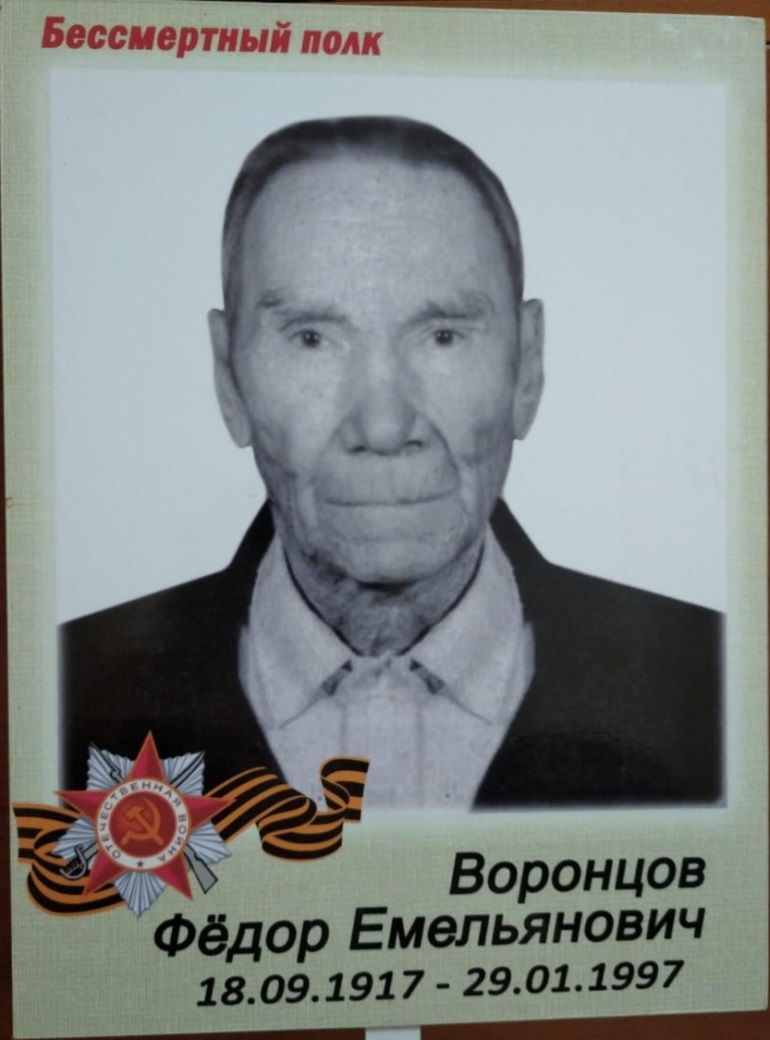 Бессмертный полк
ОТЕЧЕСТВЕННАЯ ВОЙНА
Воронцов
Фёдор Емельянович
18.09.1917 - 29.01.1997